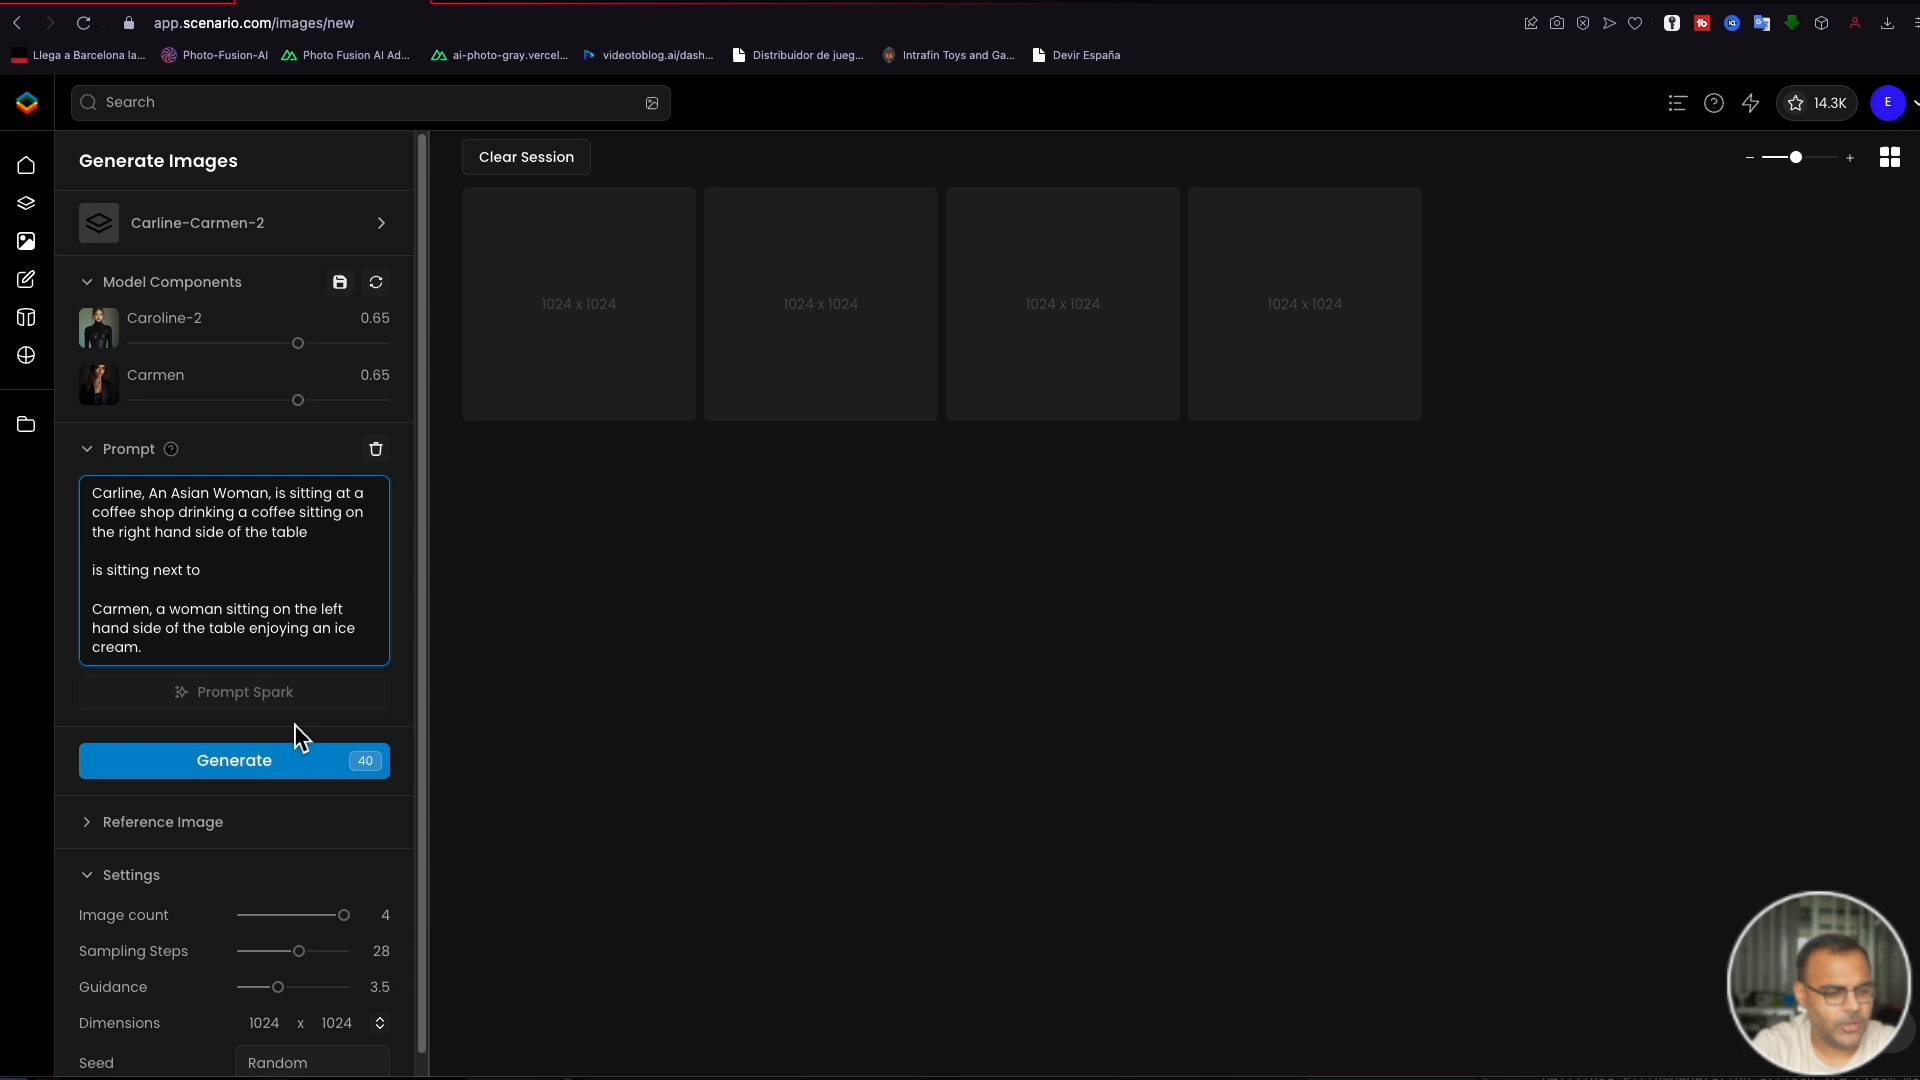 app.scenario.com/images/new
Llega a Barcelona la...
Photo-Fusion-AI
Photo Fusion AI Ad...
ai-photo-gray.vercel...
videotoblog.ai/dash...
Distribuidor de jueg...
Intrafin Toys and Ga...
Devir España
Search
14.3K
E
Generate Images
Clear Session
Carline-Carmen-2
Model Components
Caroline-2 0.65
Carmen 0.65
1024 x 1024
1024 x 1024
1024 x 1024
1024 x 1024
Prompt
Carline, An Asian Woman, is sitting at a
coffee shop drinking a coffee sitting on
the right hand side of the table
is sitting next to
Carmen, a woman sitting on the left
hand side of the table enjoying an ice
cream.
Prompt Spark
Generate 40
Reference Image
Settings
Image count 4
Sampling Steps 28
Guidance 3.5
Dimensions 1024 x 1024
Seed Random